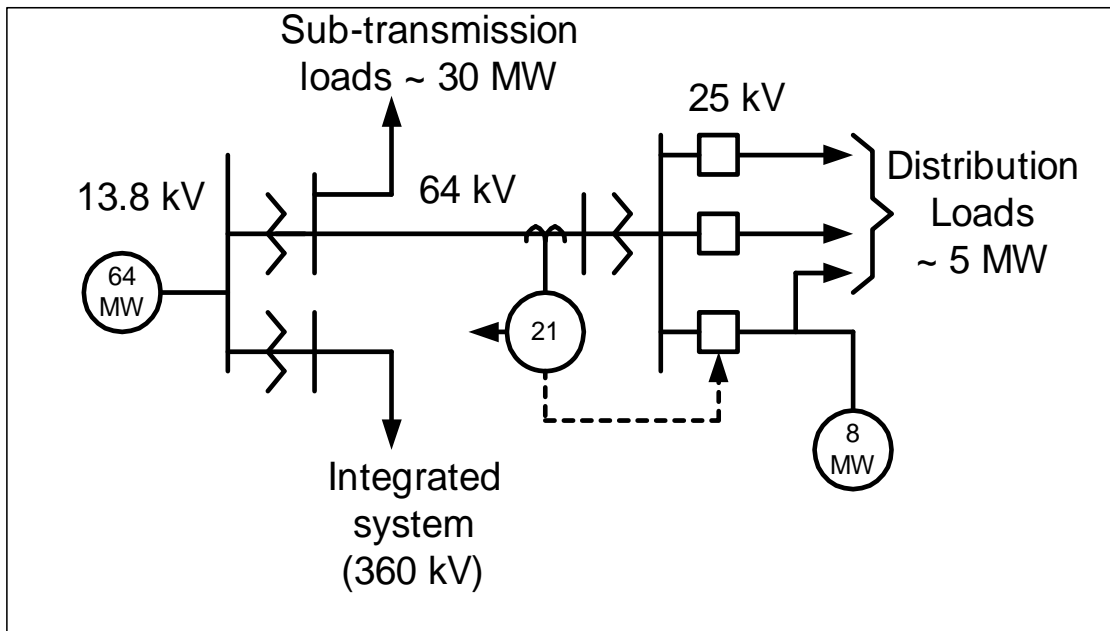 Sub-transmission
loads ~ 30 MW
25 kV
13.8 kV
64 kV
Distribution
Loads
~ 5 MW
64
MW
21
8
MW
Integrated
system
(360 kV)